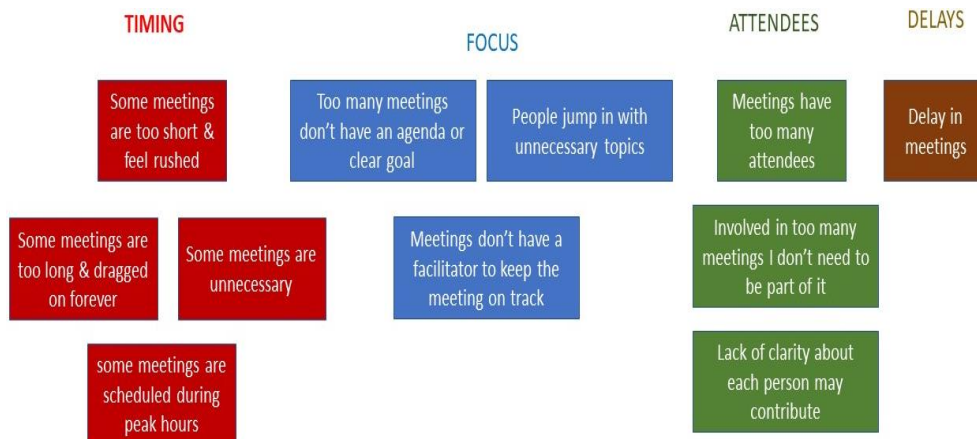 TIMING
Some meetings
are too short &
feel rushed
Some meetings are
too long & dragged
on forever
Some meetings are
unnecessary
some meetings are
scheduled during
peak hours
FOCUS
Too many meetings
don't have an agenda or
clear goal
People jump in with
unnecessary topics
Meetings don't have a
facilitator to keep the
meeting on track
ATTENDEES
Meetings have
too many
attendees
Involved in too many
meetings I don't need to
be part of it
Lack of clarity about
each person may
contribute
DELAYS
Delay in
meetings